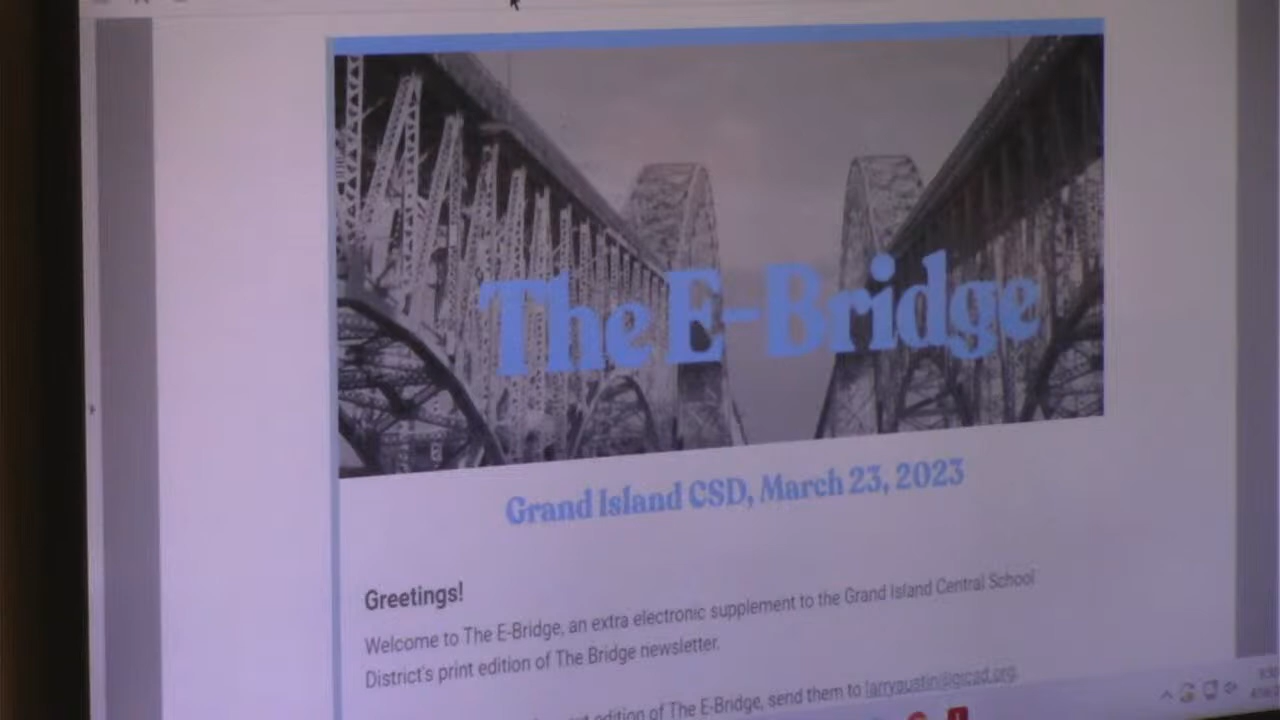 The E-Bridge
Grand Island CSD, March 23, 2023
Greetings!
Welcome to The E-Bridge, an extra electronic supplement to the Grand Island Central School
District's print edition of The Bridge newsletter.
edition of The E-Bridge, send them to